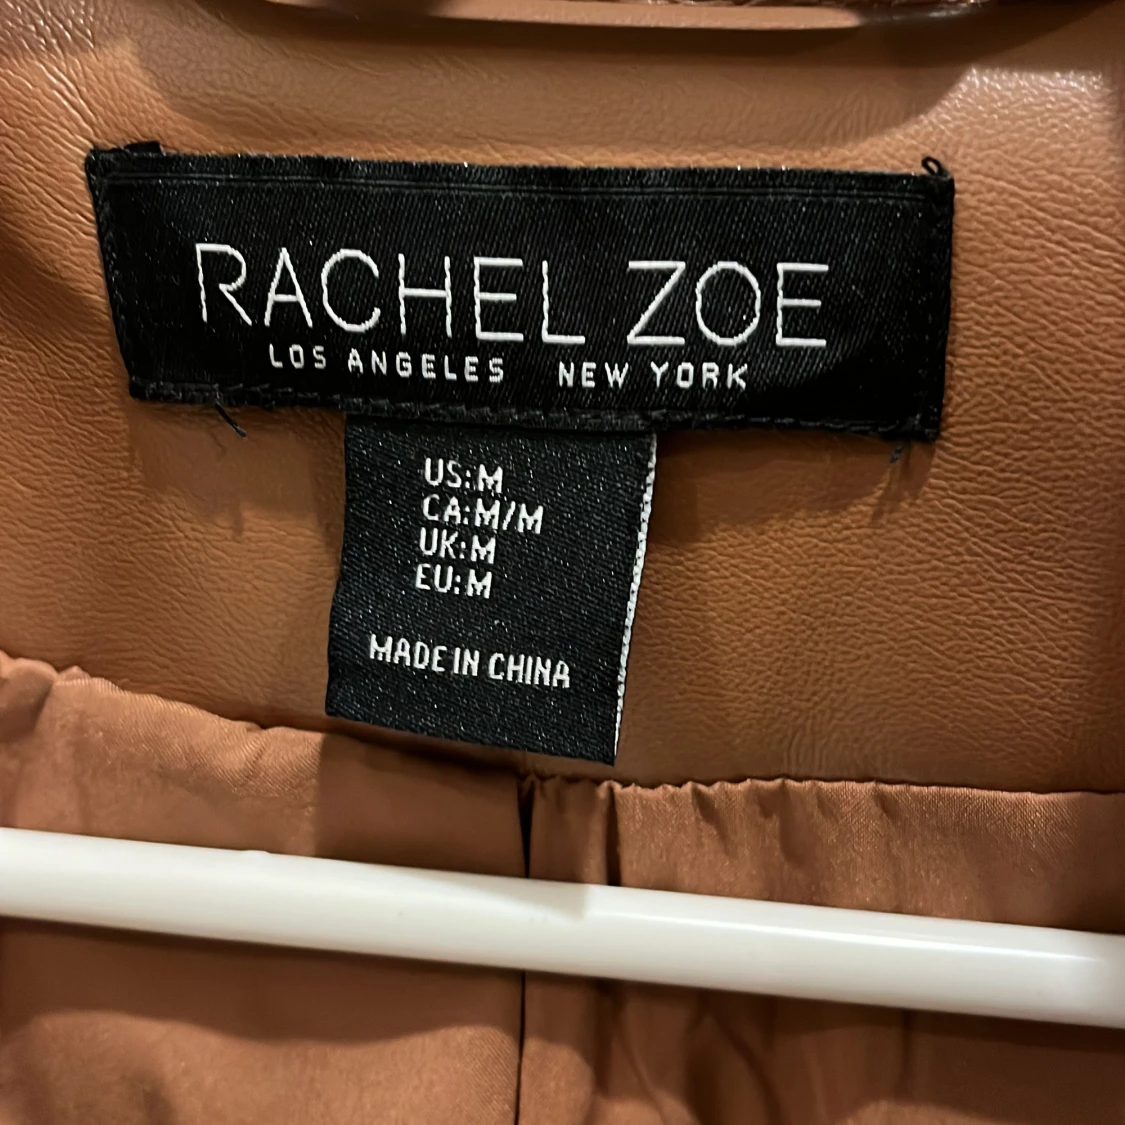 RACHEL ZOE
LOS ANGELES NEW YORK
US:M
CA:M/M
UK:M
EU:M
MADE IN CHINA